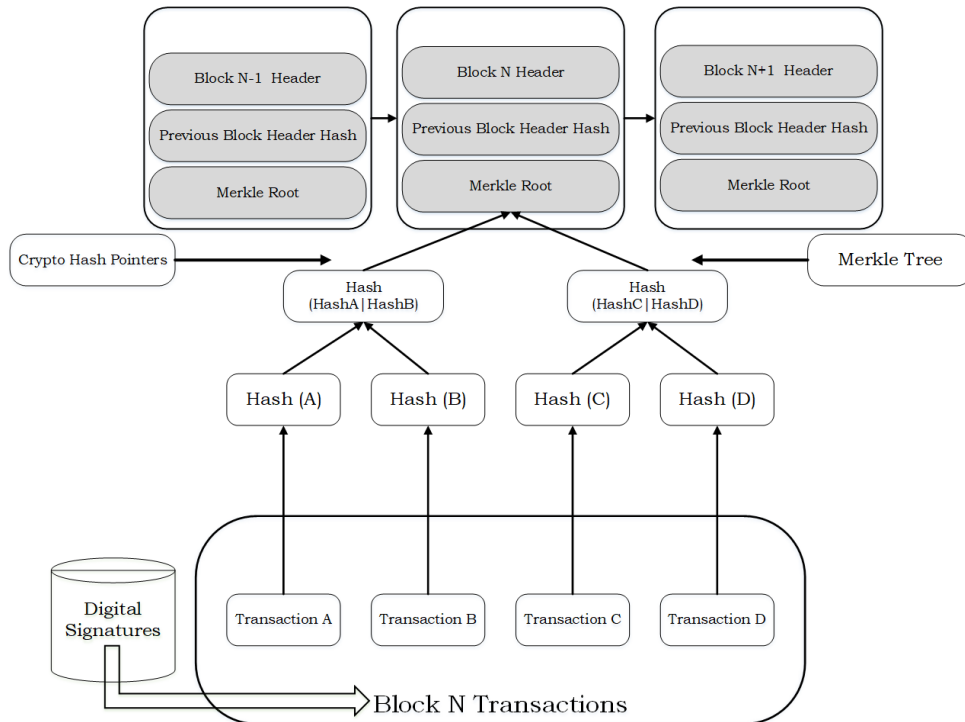 Block N-1  Header
Previous Block Header Hash
Merkle Root
Block N Header
Previous Block Header Hash
Merkle Root
Block N+1  Header
Previous Block Header Hash
Merkle Root
Crypto Hash Pointers
Merkle Tree
Hash
(HashA|HashB)
Hash
(HashC|HashD)
Hash (A)
Hash (B)
Hash (C)
Hash (D)
Transaction A
Transaction B
Transaction C
Transaction D
Digital
Signatures
Block N Transactions